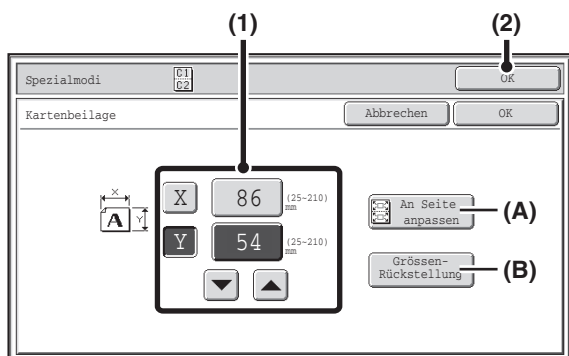 (1)
(2)
Spezialmodi
C1
C2
OK
Kartenbeilage
Abbrechen
OK
X
86
(25~210)
mm
X
A
Y
Y
54
(25~210)
mm
An Seite
anpassen
(A)
Grössen-
Rückstellung
(B)